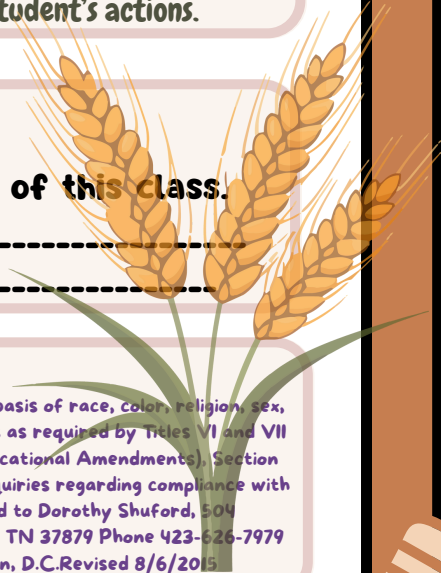 tudent's actions.
of this class.
basis of race, color, religion, sex,
as required by Titles VI and VII
cational Amendments), Section
quiries regarding compliance with
d to Dorothy Shuford, 504
TN 37879 Phone 423-626-7979
n, D.C.Revised 8/6/2015